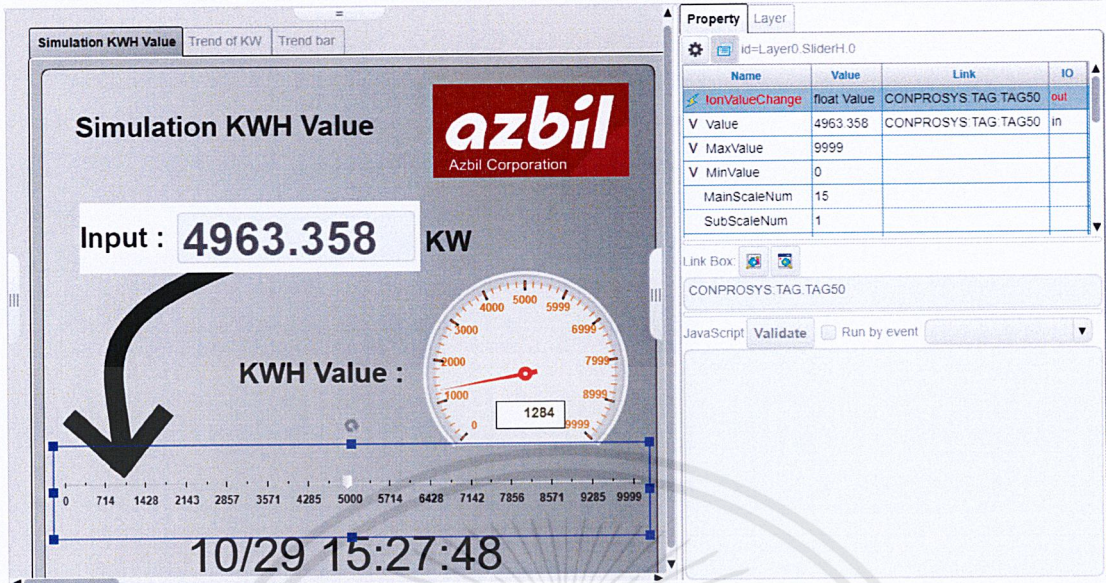 Simulation KWH Value Trend of KW Trend bar
Simulation KWH Value
azbil
Azbil Corporation
Input : 4963.358 KW
KWH Value :
0 1000 2000 3000 4000 5000 5999 6999 7999 8999 9999
1284
0 714 1428 2143 2857 3571 4285 5000 5714 6428 7142 7856 8571 9285 9999
10/29 15:27:48
Property Layer
id=Layer0.SliderH.0
Name Value Link IO
!onValueChange float Value CONPROSYS.TAG.TAG50 out
V Value 4963.358 CONPROSYS.TAG.TAG50 in
V MaxValue 9999
V MinValue 0
MainScaleNum 15
SubScaleNum 1
Link Box:
CONPROSYS.TAG.TAG50
JavaScript Validate Run by event